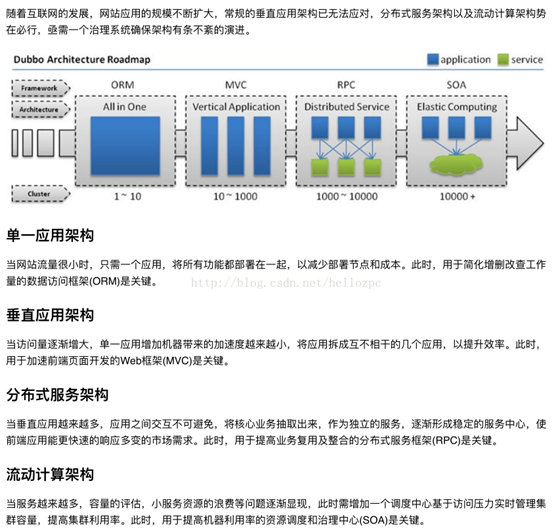 随着互联网的发展，网站应用的规模不断扩大，常规的垂直应用架构已无法应对，分布式服务架构以及流动计算架构势
在必行，亟需一个治理系统确保架构有条不紊的演进。
Dubbo Architecture Roadmap
application
service
Framework
ORM
MVC
RPC
SOA
Architecture
All in One
Vertical Application
Distributed Service
Elastic Computing
Cluster
1 ~ 10
10 ~ 1000
1000 ~ 10000
10000 +
单一应用架构
当网站流量很小时，只需一个应用，将所有功能都部署在一起，以减少部署节点和成本。此时，用于简化增删改查工作
量的数据访问框架(ORM)是关键。
http://blog.csdn.net/hellozpc
垂直应用架构
当访问量逐渐增大，单一应用增加机器带来的加速度越来越小，将应用拆成互不相干的几个应用，以提升效率。此时，
用于加速前端页面开发的Web框架(MVC)是关键。
分布式服务架构
当垂直应用越来越多，应用之间交互不可避免，将核心业务抽取出来，作为独立的服务，逐渐形成稳定的服务中心，使
前端应用能更快速的响应多变的市场需求。此时，用于提高业务复用及整合的分布式服务框架(RPC)是关键。
流动计算架构
当服务越来越多，容量的评估，小服务资源的浪费等问题逐渐显现，此时需增加一个调度中心基于访问压力实时管理集
群容量，提高集群利用率。此时，用于提高机器利用率的资源调度和治理中心(SOA)是关键。